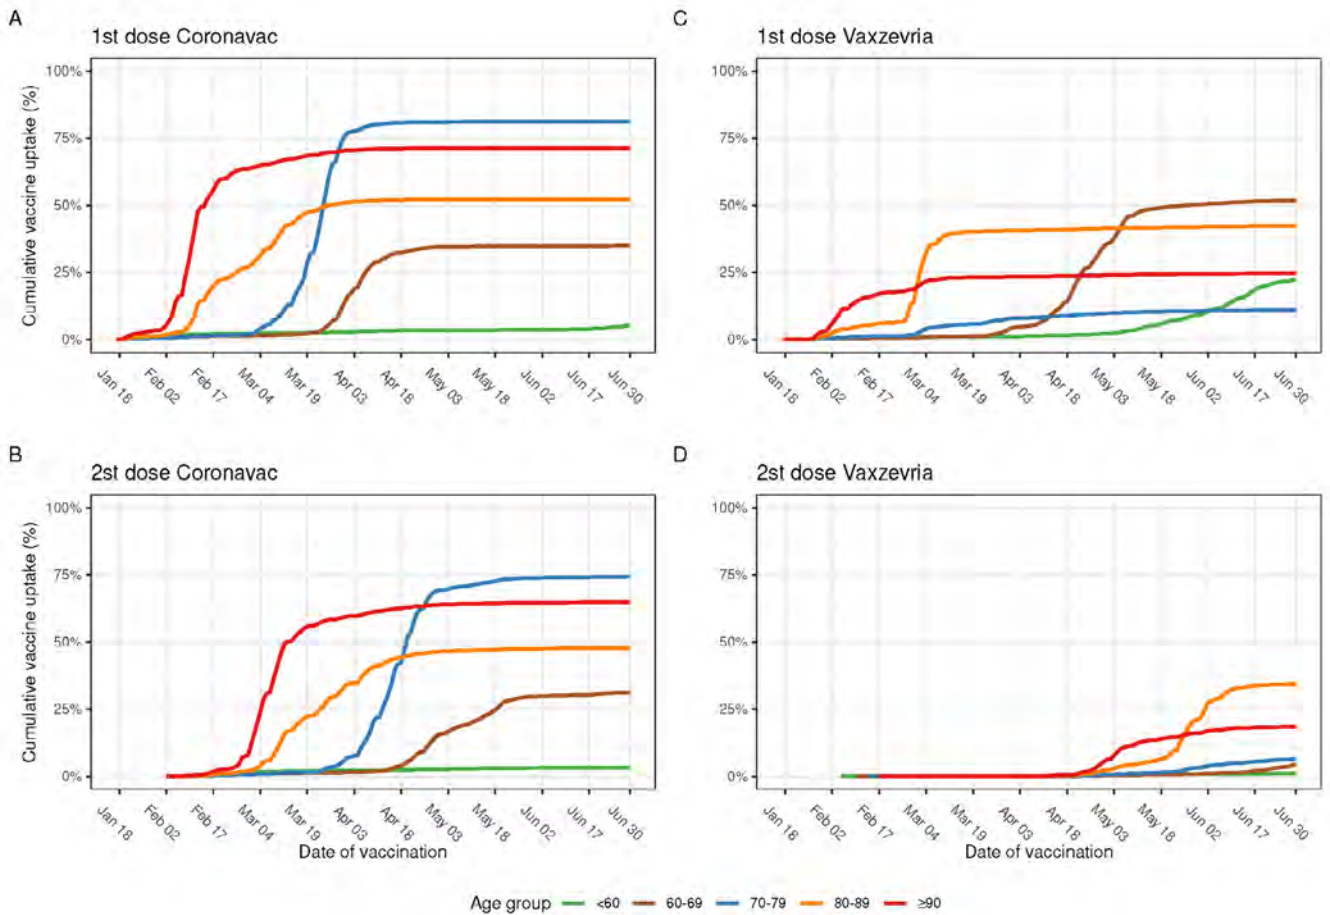 A
1st dose Coronavac
Cumulative vaccine uptake (%)
100%
75%
50%
25%
0%
Jan 18
Feb 02
Feb 17
Mar 04
Mar 19
Apr 03
Apr 18
May 03
May 18
Jun 02
Jun 17
Jun 30
C
1st dose Vaxzevria
100%
75%
50%
25%
0%
Jan 18
Feb 02
Feb 17
Mar 04
Mar 19
Apr 03
Apr 18
May 03
May 18
Jun 02
Jun 17
Jun 30
B
2st dose Coronavac
Cumulative vaccine uptake (%)
100%
75%
50%
25%
0%
Jan 18
Feb 02
Feb 17
Mar 04
Mar 19
Apr 03
Apr 18
May 03
May 18
Jun 02
Jun 17
Jun 30
Date of vaccination
D
2st dose Vaxzevria
100%
75%
50%
25%
0%
Jan 18
Feb 02
Feb 17
Mar 04
Mar 19
Apr 03
Apr 18
May 03
May 18
Jun 02
Jun 17
Jun 30
Date of vaccination
Age group <60 60-69 70-79 80-89 ≥90